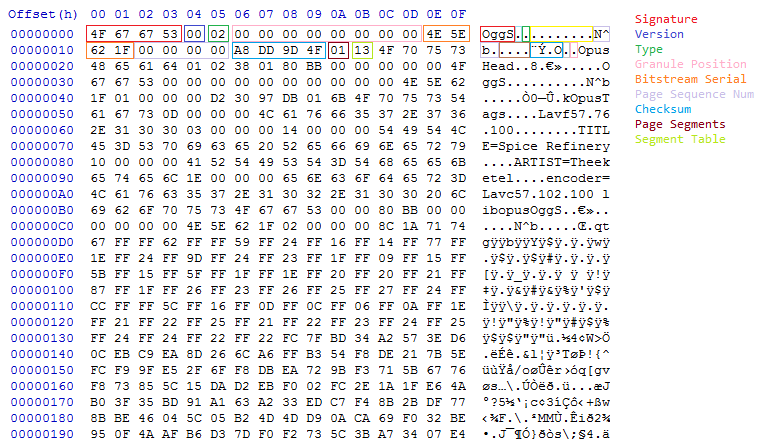 Offset(h) 00 01 02 03 04 05 06 07 08 09 0A 0B 0C 0D 0E 0F
00000000 4F 67 67 53 00 02 00 00 00 00 00 00 00 00 4E 5E OggS..........N^
00000010 62 1F 00 00 00 00 A8 DD 9D 4F 01 13 4F 70 75 73 b.....¨Ý.O..Opus
00000020 48 65 61 64 01 02 38 01 80 BB 00 00 00 00 00 4F Head..8.€».....O
00000030 67 67 53 00 00 00 00 00 00 00 00 00 00 4E 5E 62 ggS..........N^b
00000040 1F 01 00 00 00 D2 30 97 DB 01 6B 4F 70 75 73 54 .....Ò0—Û.kOpusT
00000050 61 67 73 0D 00 00 00 4C 61 76 66 35 37 2E 37 36 ags....Lavf57.76
00000060 2E 31 30 30 03 00 00 00 14 00 00 00 54 49 54 4C .100........TITL
00000070 45 3D 53 70 69 63 65 20 52 65 66 69 6E 65 72 79 E=Spice Refinery
00000080 10 00 00 00 41 52 54 49 53 54 3D 54 68 65 65 6B ....ARTIST=Theek
00000090 65 74 65 6C 1E 00 00 00 65 6E 63 6F 64 65 72 3D etel....encoder=
000000A0 4C 61 76 63 35 37 2E 31 30 32 2E 31 30 30 20 6C Lavc57.102.100 l
000000B0 69 62 6F 70 75 73 4F 67 67 53 00 00 80 BB 00 00 ibopusOggS..€»..
000000C0 00 00 00 00 4E 5E 62 1F 02 00 00 00 8C 1A 71 74 ....N^b.....Œ.qt
000000D0 67 FF FF 62 FF FF 59 FF 24 FF 16 FF 14 FF 77 FF gÿÿbÿÿYÿ$ÿ.ÿ.ÿwÿ
000000E0 1E FF 24 FF 9D FF 24 FF 23 FF 1F FF 09 FF 15 FF .ÿ$ÿ.ÿ$ÿ#ÿ.ÿ.ÿ.ÿ
000000F0 5B FF 15 FF 5F FF 1F FF 1E FF 20 FF 20 FF 21 FF [ÿ.ÿ_ÿ.ÿ.ÿ ÿ ÿ!ÿ
00000100 87 FF 1F FF 26 FF 23 FF 26 FF 25 FF 27 FF 24 FF ‡ÿ.ÿ&ÿ#ÿ&ÿ%ÿ'ÿ$ÿ
00000110 CC FF FF 5C FF 16 FF 0D FF 0C FF 06 FF 0A FF 1E Ìÿÿ\ÿ.ÿ.ÿ.ÿ.ÿ.ÿ.
00000120 FF 21 FF 22 FF 25 FF 21 FF 22 FF 23 FF 24 FF 25 ÿ!ÿ"ÿ%ÿ!ÿ"ÿ#ÿ$ÿ%
00000130 FF 24 FF 24 FF 22 FF 22 FC 7F BD 34 A2 57 3E D6 ÿ$ÿ$ÿ"ÿ"ü.½4¢W>Ö
00000140 0C EB C9 EA 8D 26 6C A6 FF B3 54 F8 DE 21 7B 5E .ëÉê.&l¦ÿ³TøÞ!{^
00000150 FC F9 9F E5 2F 6F F8 DB EA 72 9B F3 71 5B 67 76 üùŸå/oøÛêr›óq[gv
00000160 F8 73 85 5C 15 DA D2 EB F0 02 FC 2E 1A 1F E6 4A øs…\.ÚÒëð.ü...æJ
00000170 B0 3F 35 BD 91 A1 63 A2 33 ED C7 F4 8B 2B DF 77 °?5½‘¡c¢3íÇô‹+ßw
00000180 8B BE 46 04 5C 05 B2 4D 4D D9 0A CA 69 F0 32 BE ‹¾F.\.²MMÙ.Êið2¾
00000190 95 0F 4A AF B6 D3 7D F0 F2 73 5C 3B A7 34 07 E4 •.J¯¶Ó}ðòs\;§4.ä
Signature
Version
Type
Granule Position
Bitstream Serial
Page Sequence Num
Checksum
Page Segments
Segment Table